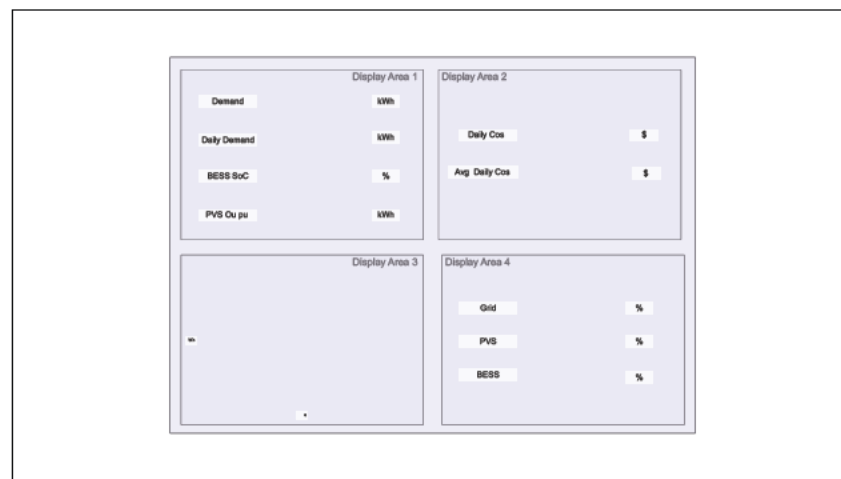 Display Area 1
Demand kWh
Daily Demand kWh
BESS SoC %
PVS Ou pu kWh
Display Area 2
Daily Cos $
Avg Daily Cos $
Display Area 3
Display Area 4
Grid %
PVS %
BESS %